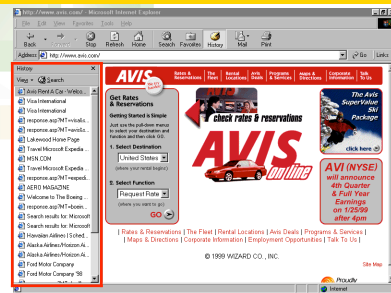 http://www.avis.com/ - Microsoft Internet Explorer
File Edit View Favorites Tools Help
Back Stop Refresh Home Search Favorites History Mail Print
Address http://www.avis.com/ Go Links
History
View Search
Avis Rent A Car - Welco...
Visa International
Visa International
response.asp?MT=visa&s...
response.asp?MT=avis&s...
Lakewood Home Page
Travel Microsoft Expedia ...
MSN.COM
Travel Microsoft Expedia ...
response.asp?MT=exped...
AERO MAGAZINE
Welcome to The Boeing ...
response.asp?MT=boein...
Search results for: Microsoft
Search results for: Microsoft
Hawaiian Airlines | Sched...
Alaska Airlines/Horizon Ai...
Alaska Airlines/Horizon Ai...
Ford Motor Company
Ford Motor Company '98
AVIS
Rates & Reservations
The Fleet
Rental Locations
Avis Deals
Programs & Services
Maps & Directions
Corporate Information
Talk To Us
Get Rates & Reservations
Getting Started is Simple
Just use the pull-down menus
to select your destination and
function and then click GO:
1. Select Destination
United States
(where your rental begins)
2. Select Function
Request Rate
(where you want to go)
GO
check rates & reservations
AVIS
online
The Avis
SuperValue
Ski
Package
click here
AVI (NYSE)
will announce
4th Quarter
& Full Year
Earnings
on 1/25/99
after 4pm
| Rates & Reservations | The Fleet | Rental Locations | Avis Deals | Programs & Services |
| Maps & Directions | Corporate Information | Employment Opportunities | Talk To Us |
© 1999 WIZARD CO., INC.
Site Map
Proudly
Internet